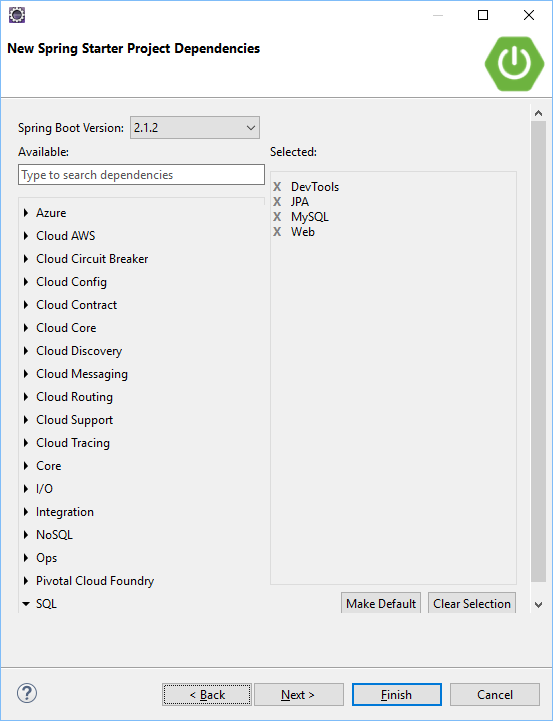 New Spring Starter Project Dependencies
Spring Boot Version: 2.1.2
Available:
Type to search dependencies
Azure
Cloud AWS
Cloud Circuit Breaker
Cloud Config
Cloud Contract
Cloud Core
Cloud Discovery
Cloud Messaging
Cloud Routing
Cloud Support
Cloud Tracing
Core
I/O
Integration
NoSQL
Ops
Pivotal Cloud Foundry
SQL
Selected:
X DevTools
X JPA
X MySQL
X Web
Make Default Clear Selection
? < Back Next > Finish Cancel